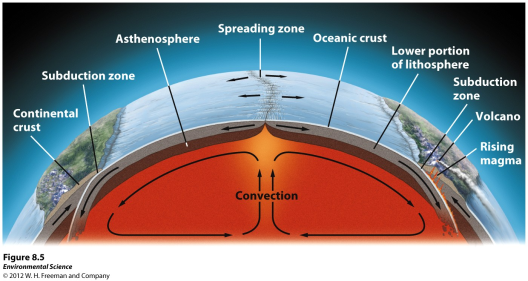 Spreading zone
Asthenosphere
Oceanic crust
Lower portion
of lithosphere
Subduction zone
Subduction
zone
Continental
crust
Volcano
Rising
magma
Convection
Figure 8.5
Environmental Science
© 2012 W. H. Freeman and Company